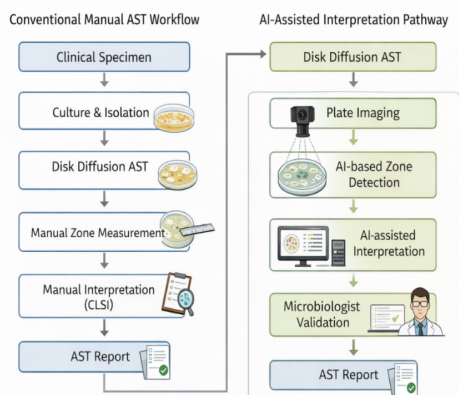 Conventional Manual AST Workflow
Clinical Specimen
Culture & Isolation
Disk Diffusion AST
Manual Zone Measurement
Manual Interpretation
(CLSI)
AST Report
AI-Assisted Interpretation Pathway
Disk Diffusion AST
Plate Imaging
AI-based Zone
Detection
AI-assisted
Interpretation
Microbiologist
Validation
AST Report